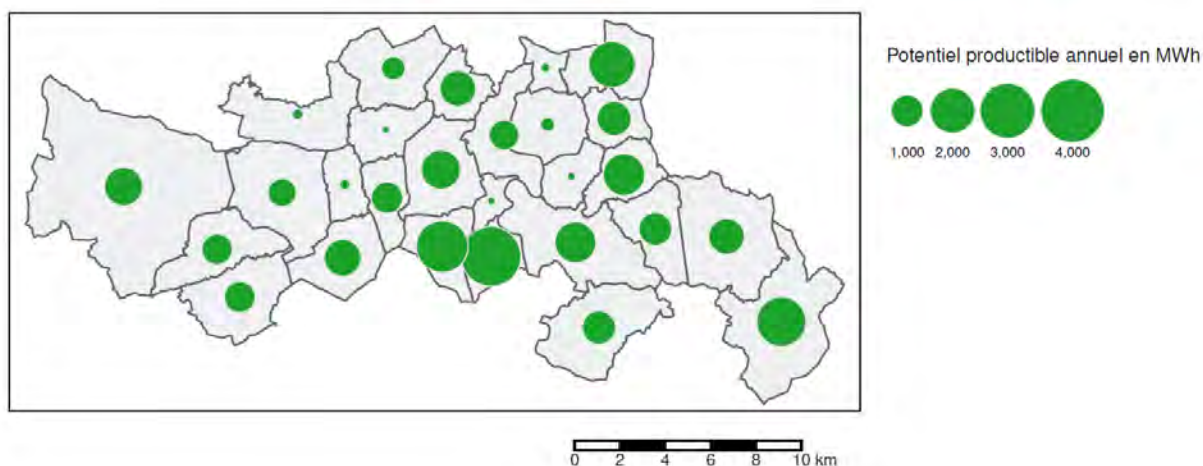 Potentiel productible annuel en MWh
1,000 2,000 3,000 4,000
0 2 4 6 8 10 km